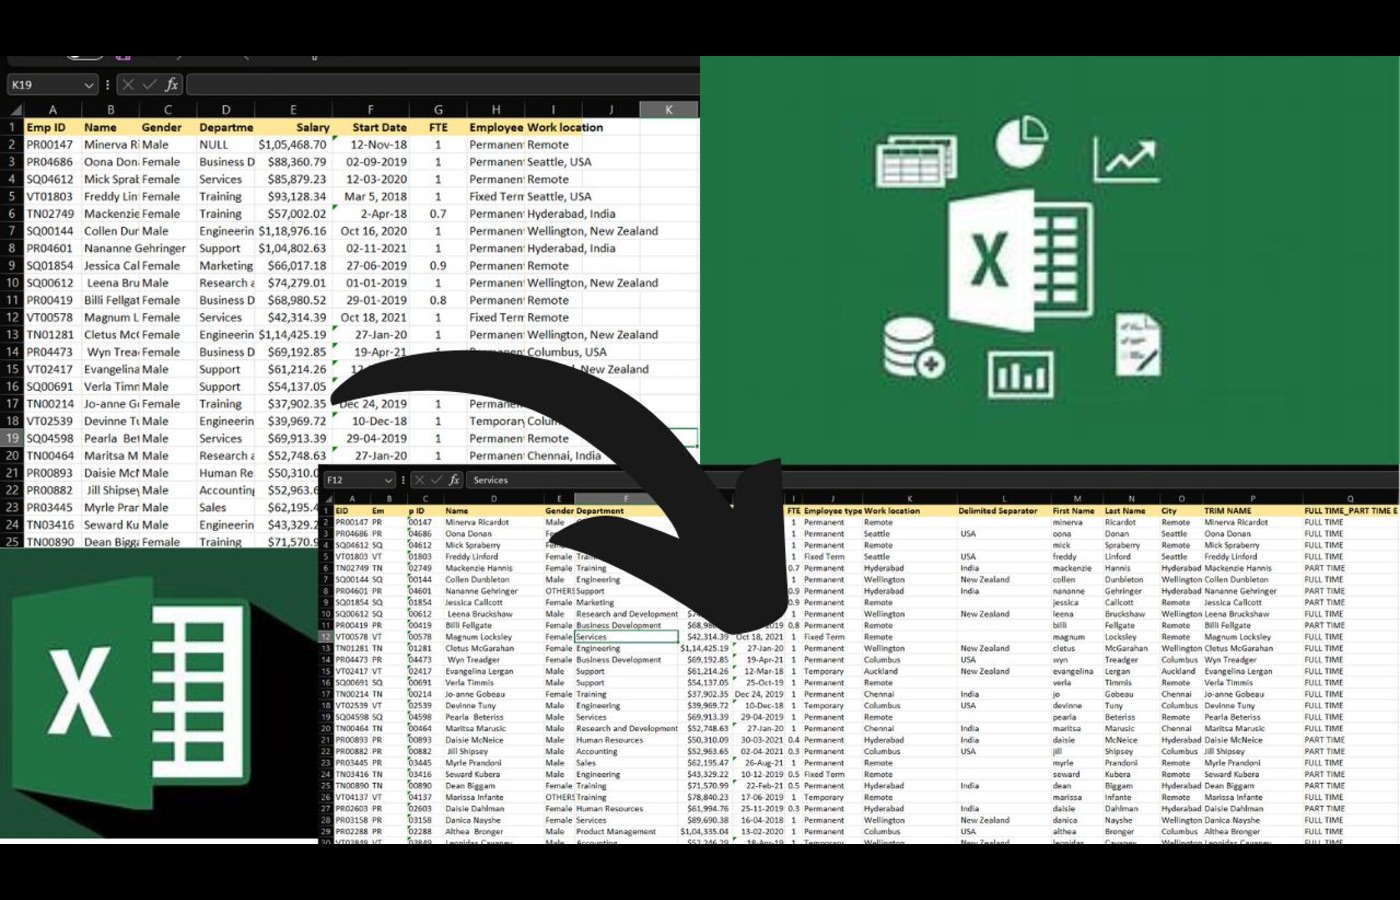 K19
fx
A B C D E F G H I J K
1 Emp ID Name Gender Departme Salary Start Date FTE Employee Work location
2 PR00147 Minerva Ri Male NULL $1,05,468.70 12-Nov-18 1 Permanen Remote
3 PR04686 Oona Don Female Business D $88,360.79 02-09-2019 1 Permanen Seattle, USA
4 SQ04612 Mick Spral Female Services $85,879.23 12-03-2020 1 Permanen Remote
5 VT01803 Freddy Lin Female Training $93,128.34 Mar 5, 2018 1 Fixed Tern Seattle, USA
6 TN02749 Mackenzie Female Training $57,002.02 2-Apr-18 0.7 Permanen Hyderabad, India
7 SQ00144 Collen Dur Male Engineerin $1,18,976.16 Oct 16, 2020 1 Permanen Wellington, New Zealand
8 PR04601 Nananne Gehringer Support $1,04,802.63 02-11-2021 1 Permanen Hyderabad, India
9 SQ01854 Jessica Cal Female Marketing $66,017.18 27-06-2019 0.9 Permanen Remote
10 SQ00612 Leena Bru Male Research a $74,279.01 01-01-2019 1 Permanen Wellington, New Zealand
11 PR00419 Billi Fellgat Female Business D $68,980.52 29-01-2019 0.8 Permanen Remote
12 VT00578 Magnum L Female Services $42,314.39 Oct 18, 2021 1 Fixed Tern Remote
13 TN01281 Cletus Mc Female Engineerin $1,14,425.19 27-Jan-20 1 Permanen Wellington, New Zealand
14 PR04473 Wyn Trea Female Business D $69,192.85 19-Apr-21 1 Permanen Columbus, USA
15 VT02417 Evangelina Male Support $61,214.26 New Zealand
16 SQ00691 Verla Timn Male Support $54,137.05
17 TN00214 Jo-anne G Female Training $37,902.35 Dec 24, 2019 1 Permane
18 VT02539 Devinne T Male Engineerin $39,969.72 10-Dec-18 1 Temporary Colu
19 SQ04598 Pearla Be Male Services $69,913.39 29-04-2019 1 Permanen Remote
20 TN00464 Maritsa M Male Research a $52,748.63 27-Jan-20 1 Permanen Chennai, India
21 PR00893 Daisie McN Male Human Re $50,310.0
22 PR00882 Jill Shipsey Male Accounting $52,963.6
23 PR03445 Myrle Prar Male Sales $62,195.4
24 TN03416 Seward Ku Male Engineerin $43,329.2
25 TN00890 Dean Bigg Female Training $71,570.9
X
X
F12
fx Services
A B C D E F I J K L M N O P Q
1 EID Em p ID Name Gender Department FTE Employee type Work location Delimited Separator First Name Last Name City TRIM NAME FULL TIME_PART TIME E
2 PR00147 PR 00147 Minerva Ricardot 1 Permanent Remote minerva Ricardot Remote Minerva Ricardot FULL TIME
3 PR04686 PR 04686 Oona Donan 1 Permanent Seattle USA oona Donan Seattle Oona Donan FULL TIME
4 SQ04612 SQ 04612 Mick Spraberry 1 Permanent Remote mick Spraberry Remote Mick Spraberry FULL TIME
5 VT01803 VT 01803 Freddy Linford Female 1 Fixed Term Seattle USA freddy Linford Seattle Freddy Linford FULL TIME
6 TN02749 TN 02749 Mackenzie Hannis Female Training 0.7 Permanent Hyderabad India mackenzie Hannis Hyderabad Mackenzie Hannis PART TIME
7 SQ00144 SQ 00144 Collen Dunbleton Male Engineering 1 Permanent Wellington New Zealand collen Dunbleton Wellington Collen Dunbleton FULL TIME
8 PR04601 PR 04601 Nananne Gehringer OTHERS Support 1 Permanent Hyderabad India nananne Gehringer Hyderabad Nananne Gehringer FULL TIME
9 SQ01854 SQ 01854 Jessica Callcott Female Marketing 0.9 Permanent Remote jessica Callcott Remote Jessica Callcott PART TIME
10 SQ00612 SQ 00612 Leena Bruckshaw Male Research and Development 1 Permanent Wellington New Zealand leena Bruckshaw Wellington Leena Bruckshaw FULL TIME
11 PR00419 PR 00419 Billi Fellgate Female Business Development $68,98 2019 0.8 Permanent Remote billi Fellgate Remote Billi Fellgate PART TIME
12 VT00578 VT 00578 Magnum Locksley Female Services $42,314.39 Oct 18, 2021 1 Fixed Term Remote magnum Locksley Remote Magnum Locksley FULL TIME
13 TN01281 TN 01281 Cletus McGarahan Female Engineering $1,14,425.19 27-Jan-20 1 Permanent Wellington New Zealand cletus McGarahan Wellington Cletus McGarahan FULL TIME
14 PR04473 PR 04473 Wyn Treadger Female Business Development $69,192.85 19-Apr-21 1 Permanent Columbus USA wyn Treadger Columbus Wyn Treadger FULL TIME
15 VT02417 VT 02417 Evangelina Lergan Male Support $61,214.26 12-Mar-18 1 Temporary Auckland New Zealand evangelina Lergan Auckland Evangelina Lergan FULL TIME
16 SQ00691 SQ 00691 Verla Timmis Male Support $54,137.05 25-Oct-19 1 Permanent Remote verla Timmis Remote Verla Timmis FULL TIME
17 TN00214 TN 00214 Jo-anne Gobeau Female Training $37,902.35 Dec 24, 2019 1 Permanent Chennai India jo Gobeau Chennai Jo-anne Gobeau FULL TIME
18 VT02539 VT 02539 Devinne Tuny Male Engineering $39,969.72 10-Dec-18 1 Temporary Columbus USA devinne Tuny Columbus Devinne Tuny FULL TIME
19 SQ04598 SQ 04598 Pearla Beteriss Male Services $69,913.39 29-04-2019 1 Permanent Remote pearla Beteriss Remote Pearla Beteriss FULL TIME
20 TN00464 TN 00464 Maritsa Marusic Male Research and Development $52,748.63 27-Jan-20 1 Permanent Chennai India maritsa Marusic Chennai Maritsa Marusic FULL TIME
21 PR00893 PR 00893 Daisie McNeice Male Human Resources $50,310.09 21-Jan-21 0.4 Permanent Hyderabad India daisie McNeice Hyderabad Daisie McNeice PART TIME
22 PR00882 PR 00882 Jill Shipsey Male Accounting $52,963.65 02-04-2021 0.3 Permanent Columbus USA jill Shipsey Columbus Jill Shipsey PART TIME
23 PR03445 PR 03445 Myrle Prandoni Male Sales $62,195.47 26-Aug-21 1 Permanent Remote myrle Prandoni Remote Myrle Prandoni FULL TIME
24 TN03416 TN 03416 Seward Kubera Male Engineering $43,329.22 10-12-2019 0.5 Fixed Term Remote seward Kubera Remote Seward Kubera PART TIME
25 TN00890 TN 00890 Dean Biggam Female Training $71,570.99 22-Feb-21 0.5 Permanent Hyderabad India dean Biggam Hyderabad Dean Biggam PART TIME
26 VT04137 VT 04137 Marissa Infante OTHERS Training $78,840.23 17-06-2019 1 Temporary Remote marissa Infante Remote Marissa Infante FULL TIME
27 PR02603 PR 02603 Daisie Dahlman Female Human Resources $61,994.76 25-11-2019 0.3 Permanent Hyderabad India daisie Dahlman Hyderabad Daisie Dahlman PART TIME
28 PR03158 PR 03158 Danica Nayshe Female Services $89,690.38 16-04-2018 1 Permanent Wellington New Zealand danica Nayshe Wellington Danica Nayshe FULL TIME
29 PR02288 PR 02288 Althea Bronger Male Product Management $1,04,335.04 13-02-2020 1 Permanent Columbus USA althea Bronger Columbus Althea Bronger FULL TIME